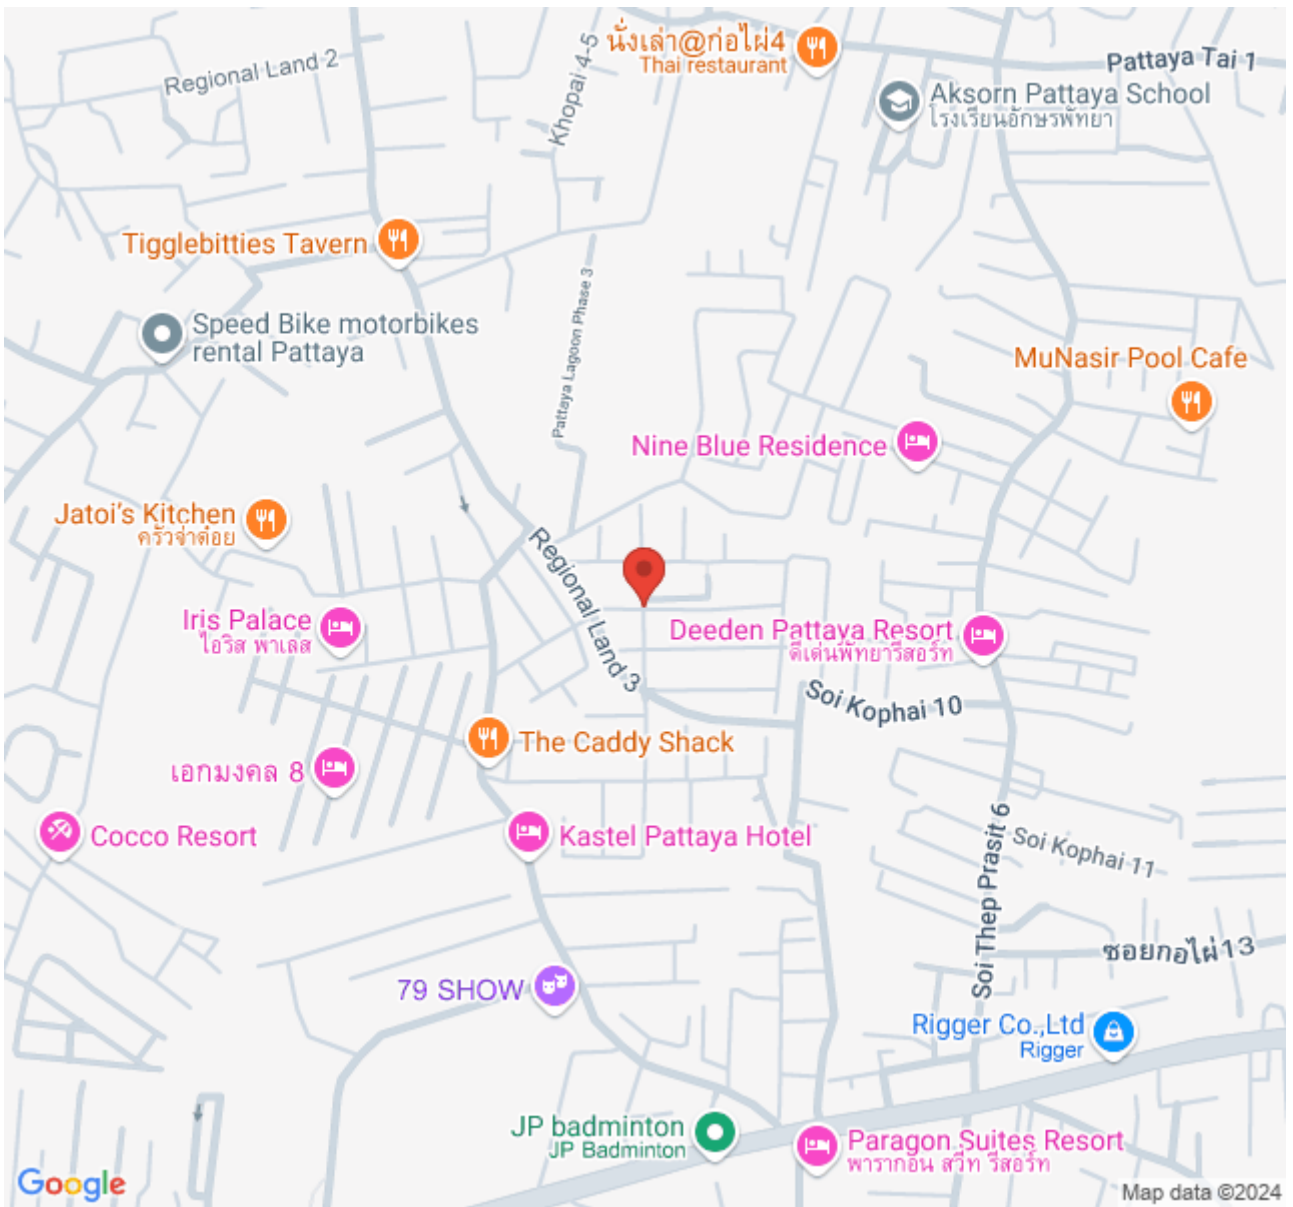 นั่งเล่า@ก่อไผ่4
Thai restaurant
Pattaya Tai 1
Regional Land 2
Khopai 4-5
Aksorn Pattaya School
โรงเรียนอักษรพัทยา
Tigglebitties Tavern
Speed Bike motorbikes
rental Pattaya
Pattaya Lagoon Phase 3
MuNasir Pool Cafe
Nine Blue Residence
Jatoi's Kitchen
ครัวจ่าต๋อย
Regional Land 3
Iris Palace
ไอริส พาเลส
Deeden Pattaya Resort
ดีเด่นพัทยารีสอร์ท
Soi Kophai 10
The Caddy Shack
เอกมงคล 8
Cocco Resort
Kastel Pattaya Hotel
Soi Thep Prasit 6
Soi Kophai 11
ซอยกอไผ่13
79 SHOW
Rigger Co.,Ltd
Rigger
JP badminton
JP Badminton
Paragon Suites Resort
พารากอน สวีท รีสอร์ท
Google
Map data ©2024